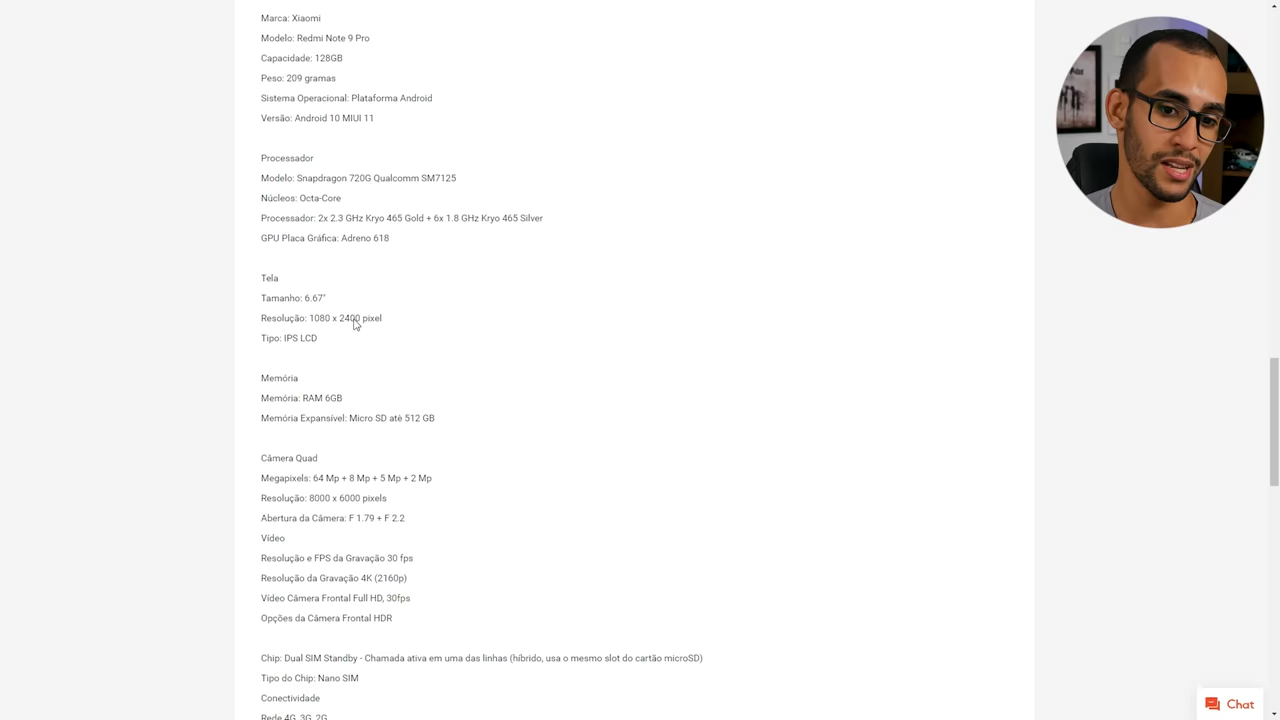 Marca: Xiaomi
Modelo: Redmi Note 9 Pro
Capacidade: 128GB
Peso: 209 gramas
Sistema Operacional: Plataforma Android
Versão: Android 10 MIUI 11
Processador
Modelo: Snapdragon 720G Qualcomm SM7125
Núcleos: Octa-Core
Processador: 2x 2.3 GHz Kryo 465 Gold + 6x 1.8 GHz Kryo 465 Silver
GPU Placa Gráfica: Adreno 618
Tela
Tamanho: 6.67"
Resolução: 1080 x 2400 pixel
Tipo: IPS LCD
Memória
Memória: RAM 6GB
Memória Expansível: Micro SD atè 512 GB
Câmera Quad
Megapixels: 64 Mp + 8 Mp + 5 Mp + 2 Mp
Resolução: 8000 x 6000 pixels
Abertura da Câmera: F 1.79 + F 2.2
Vídeo
Resolução e FPS da Gravação 30 fps
Resolução da Gravação 4K (2160p)
Vídeo Câmera Frontal Full HD, 30fps
Opções da Câmera Frontal HDR
Chip: Dual SIM Standby - Chamada ativa em uma das linhas (híbrido, usa o mesmo slot do cartão microSD)
Tipo do Chip: Nano SIM
Conectividade
Rede 4G, 3G, 2G
Chat